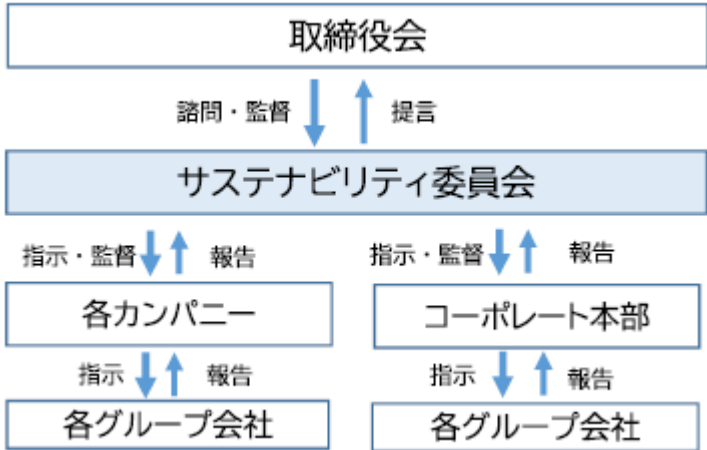 取締役会
諮問・監督 提言
サステナビリティ委員会
指示・監督 報告 指示・監督 報告
各カンパニー コーポレート本部
指示 報告 指示 報告
各グループ会社 各グループ会社